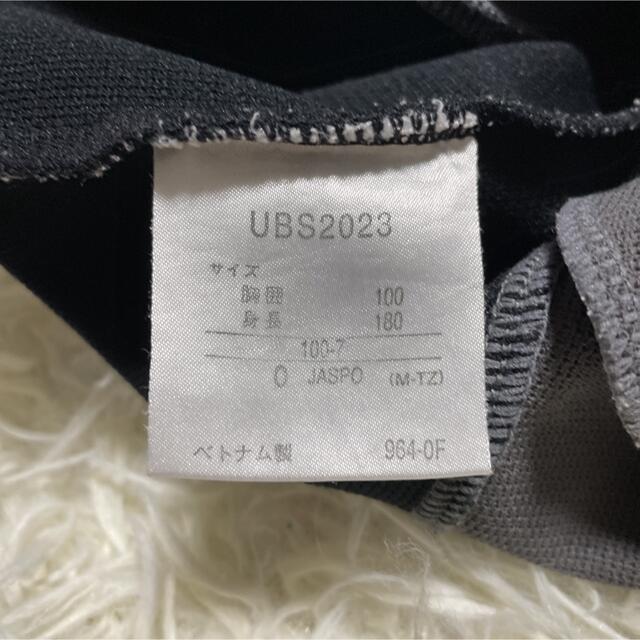 UBS2023
サイズ
胸囲 100
身長 180
100-7
O JASPO (M-TZ)
ベトナム製 964-0F